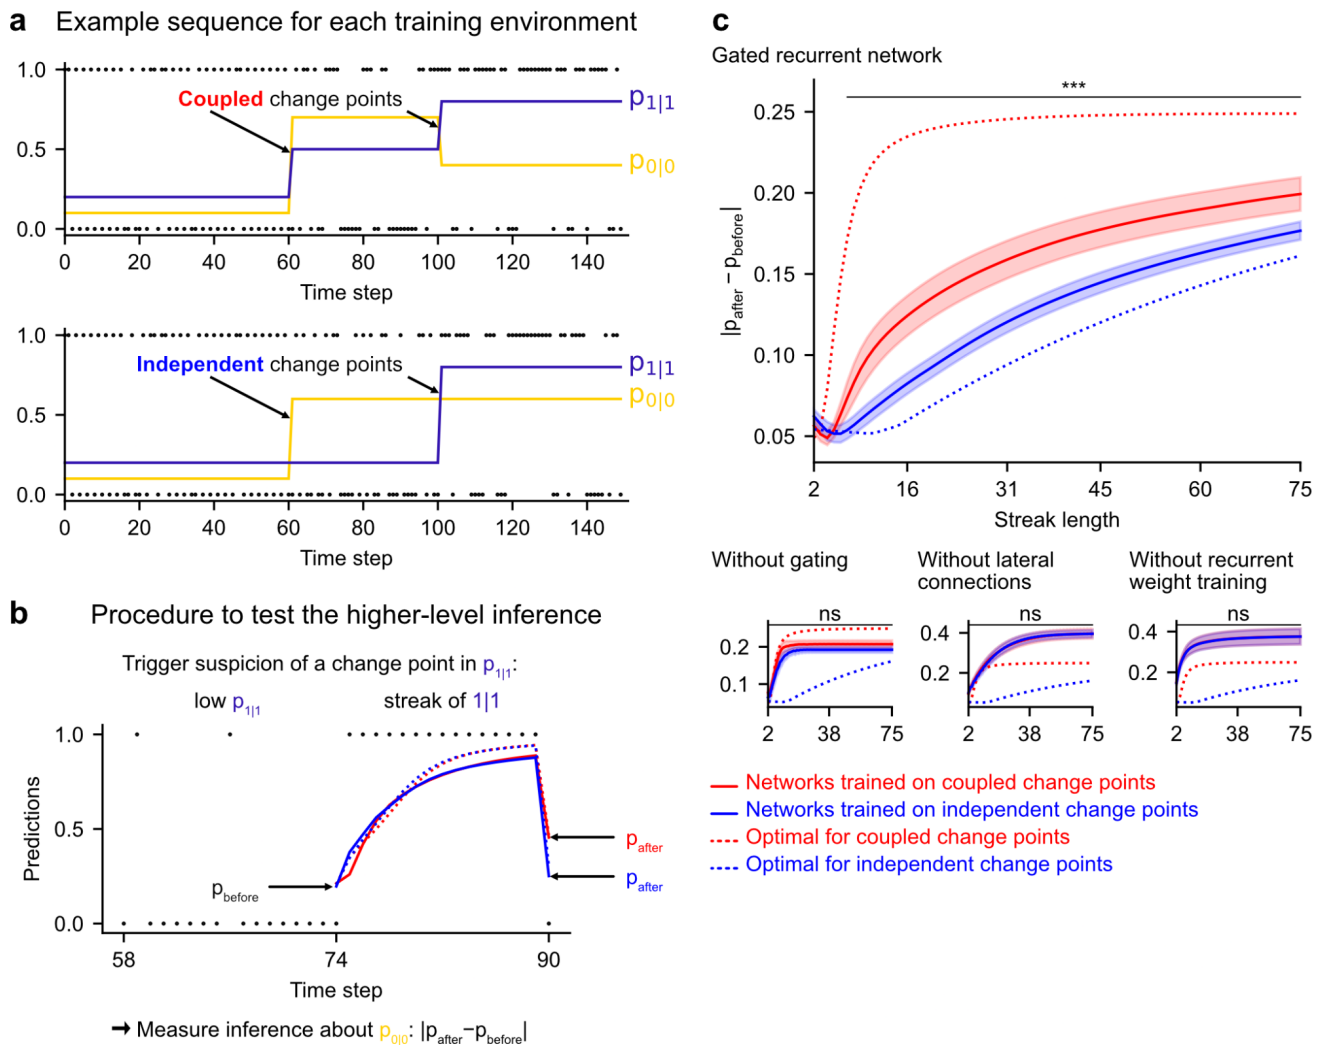 a Example sequence for each training environment
1.0
Coupled change points
p1|1
0.5
p0|0
0.0
0 20 40 60 80 100 120 140
Time step
1.0
Independent change points
p1|1
p0|0
0.5
0.0
0 20 40 60 80 100 120 140
Time step
b Procedure to test the higher-level inference
Trigger suspicion of a change point in p1|1:
low p1|1 streak of 1|1
1.0
Predictions
0.5
pafter
pafter
pbefore
0.0
58 74 90
Time step
→ Measure inference about p0|0: |pafter−pbefore|
c
Gated recurrent network
***
0.25
0.20
|pafter − pbefore|
0.15
0.10
0.05
2 16 31 45 60 75
Streak length
Without gating
ns
0.2
0.1
2 38 75
Without lateral
connections
ns
0.4
0.2
2 38 75
Without recurrent
weight training
ns
0.4
0.2
2 38 75
Networks trained on coupled change points
Networks trained on independent change points
Optimal for coupled change points
Optimal for independent change points